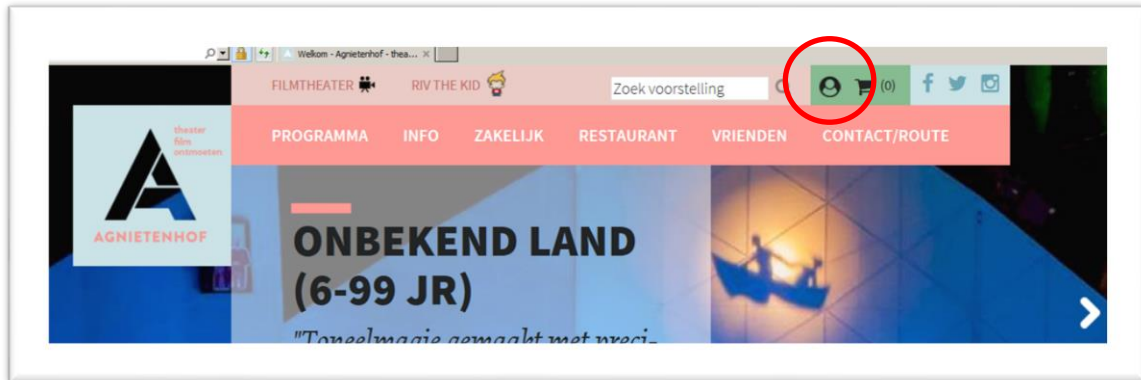 Welkom - Agnietenhof - thea...
FILMTHEATER RIV THE KID Zoek voorstelling (0)
theater
film
ontmoeten
PROGRAMMA INFO ZAKELIJK RESTAURANT VRIENDEN CONTACT/ROUTE
AGNIETENHOF
ONBEKEND LAND
(6-99 JR)
"Toneelmagie gemaakt met preci-